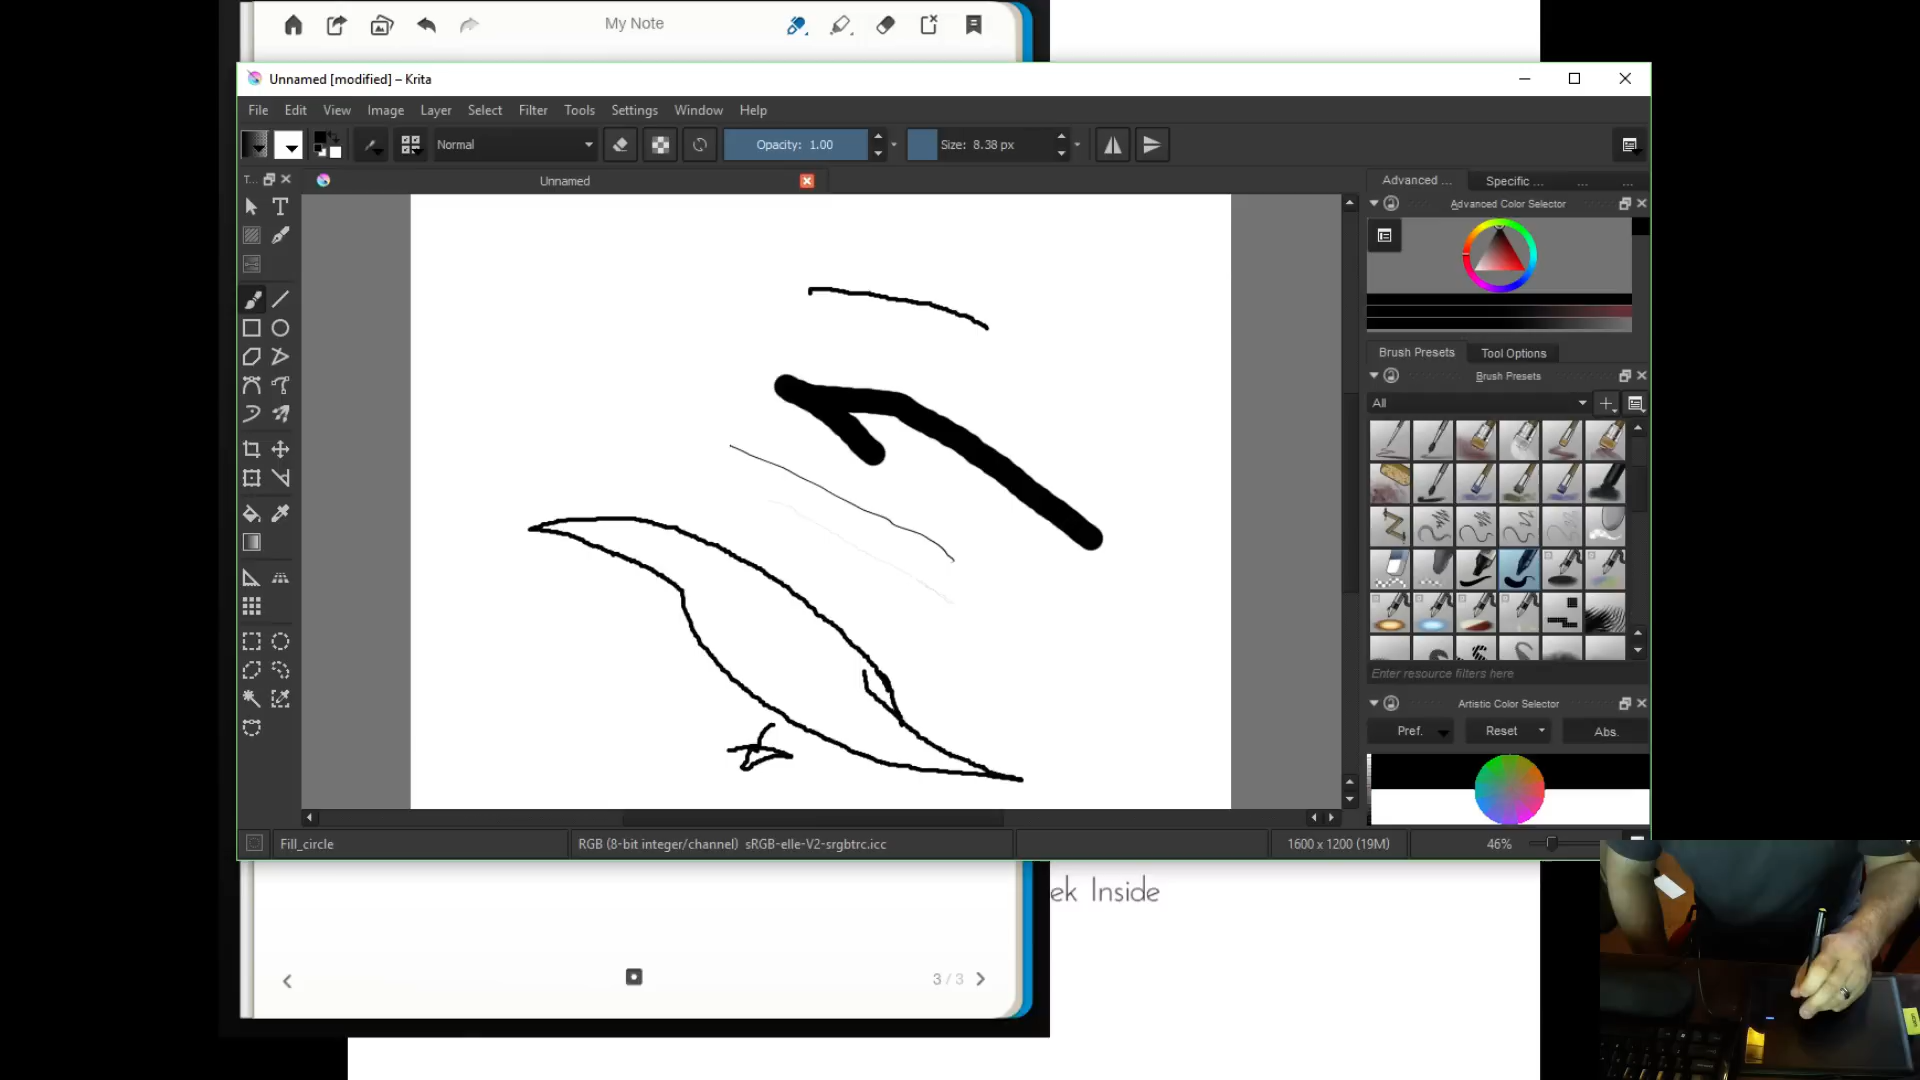 My Note
Unnamed [modified] – Krita
File Edit View Image Layer Select Filter Tools Settings Window Help
Normal Opacity: 1.00 Size: 8.38 px
T... Unnamed Advanced ... Specific ... ... ...
Advanced Color Selector
Brush Presets Tool Options
Brush Presets
All
Enter resource filters here
Artistic Color Selector
Pref. Reset Abs.
Fill_circle RGB (8-bit integer/channel) sRGB-elle-V2-srgbtrc.icc 1600 x 1200 (19M) 46%
ek Inside
3 / 3